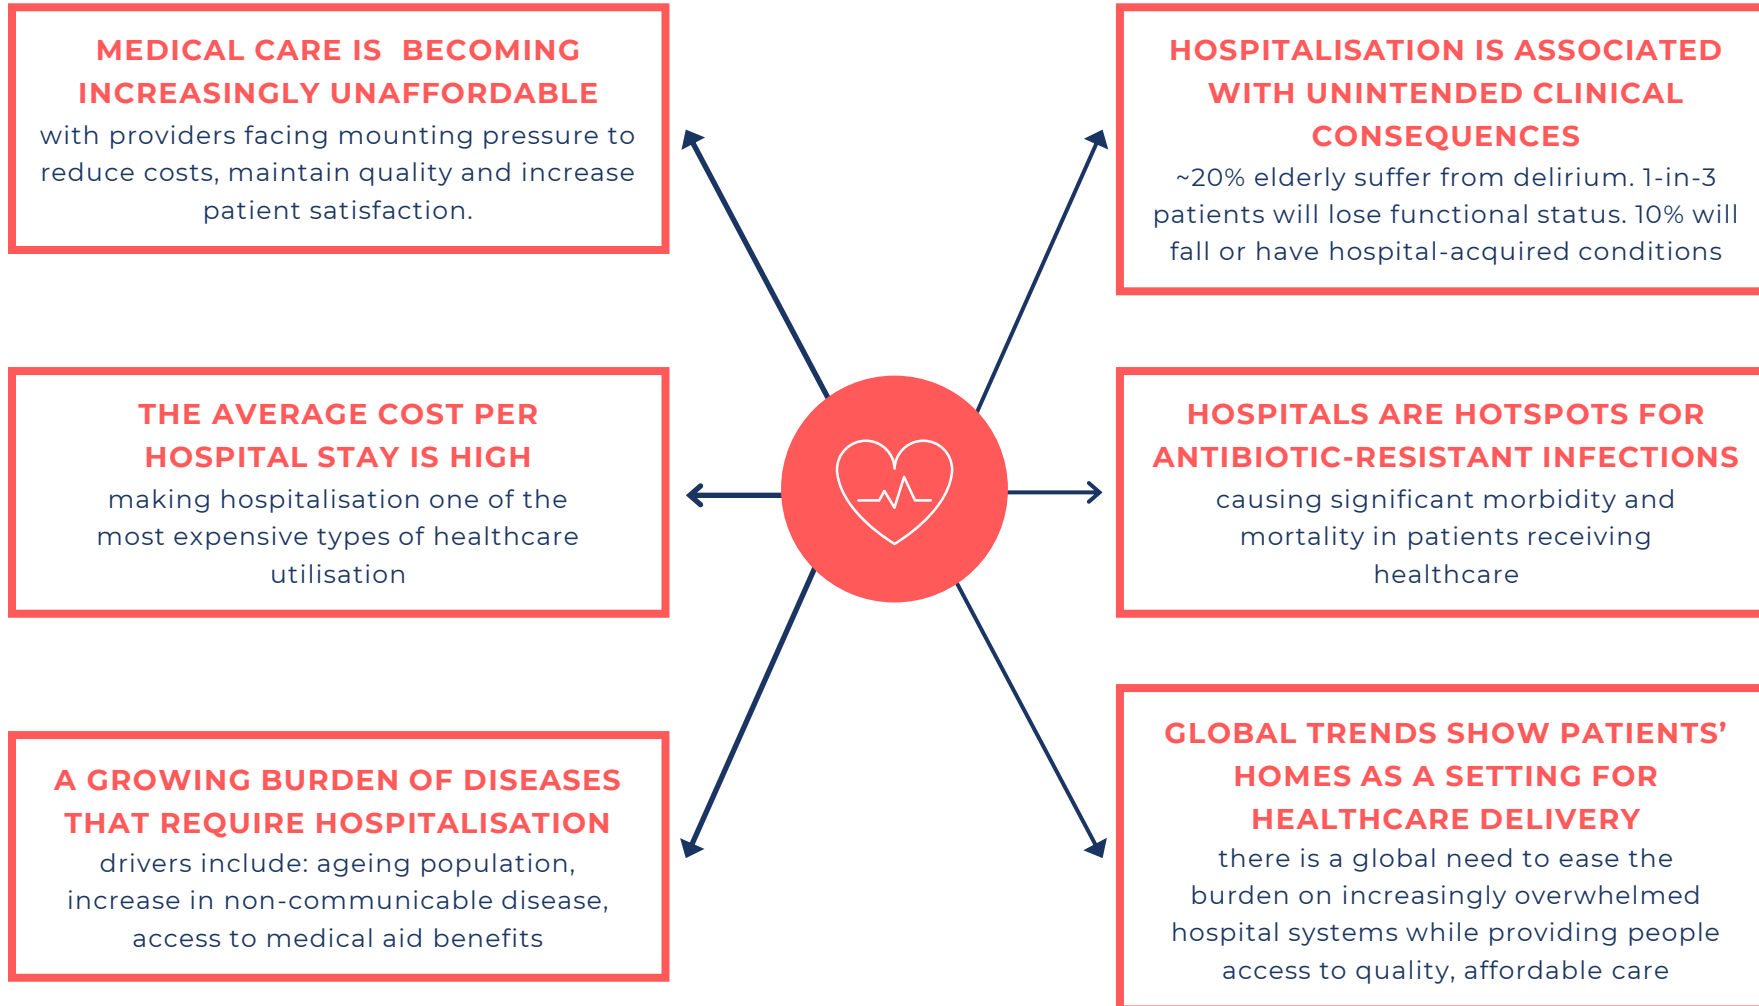 MEDICAL CARE IS BECOMING
INCREASINGLY UNAFFORDABLE
with providers facing mounting pressure to
reduce costs, maintain quality and increase
patient satisfaction.
THE AVERAGE COST PER
HOSPITAL STAY IS HIGH
making hospitalisation one of the
most expensive types of healthcare
utilisation
A GROWING BURDEN OF DISEASES
THAT REQUIRE HOSPITALISATION
drivers include: ageing population,
increase in non-communicable disease,
access to medical aid benefits
HOSPITALISATION IS ASSOCIATED
WITH UNINTENDED CLINICAL
CONSEQUENCES
~20% elderly suffer from delirium. 1-in-3
patients will lose functional status. 10% will
fall or have hospital-acquired conditions
HOSPITALS ARE HOTSPOTS FOR
ANTIBIOTIC-RESISTANT INFECTIONS
causing significant morbidity and
mortality in patients receiving
healthcare
GLOBAL TRENDS SHOW PATIENTS’
HOMES AS A SETTING FOR
HEALTHCARE DELIVERY
there is a global need to ease the
burden on increasingly overwhelmed
hospital systems while providing people
access to quality, affordable care